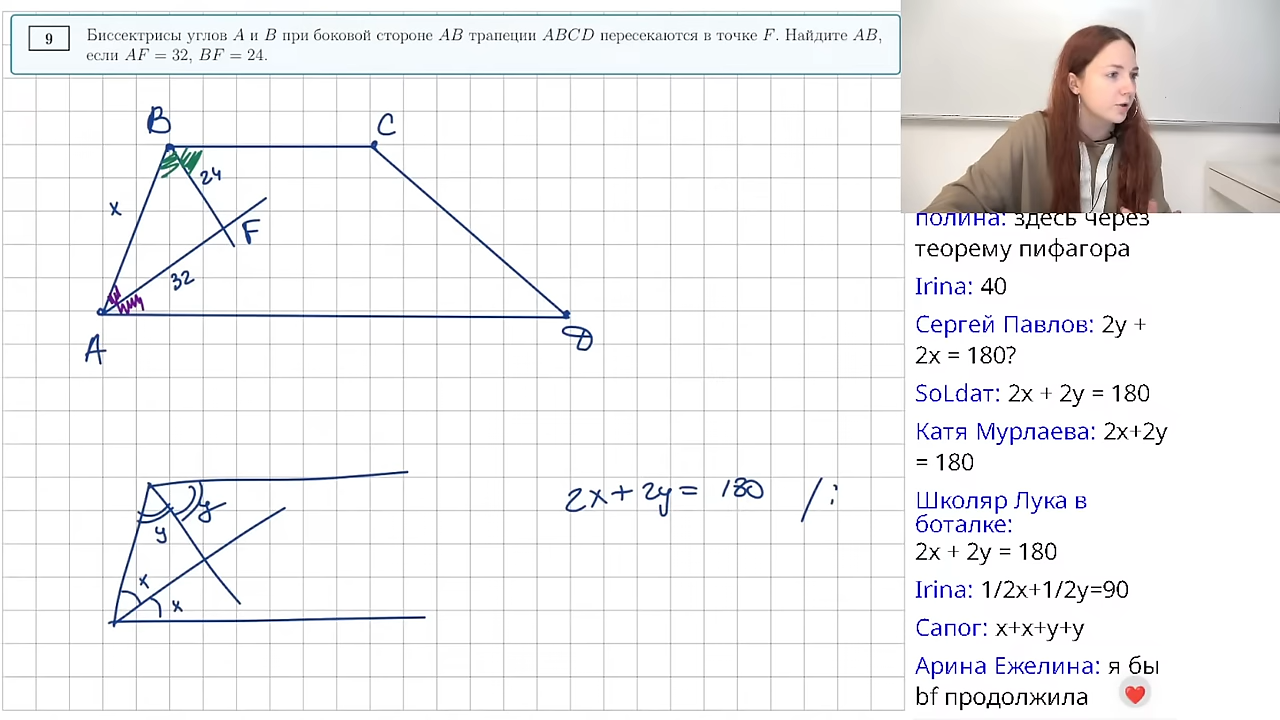 9
Биссектрисы углов A и B при боковой стороне AB трапеции ABCD пересекаются в точке F. Найдите AB,
если AF = 32, BF = 24.
B
C
24
x
F
32
A
D
y
y
x
x
2x + 2y = 180 / :
полина: здесь через
теорему пифагора
Irina: 40
Сергей Павлов: 2y +
2x = 180?
SoLdaт: 2x + 2y = 180
Катя Мурлаева: 2x+2y
= 180
Школяр Лука в
боталке:
2x + 2y = 180
Irina: 1/2x+1/2y=90
Сапог: x+x+y+y
Арина Ежелина: я бы
bf продолжила